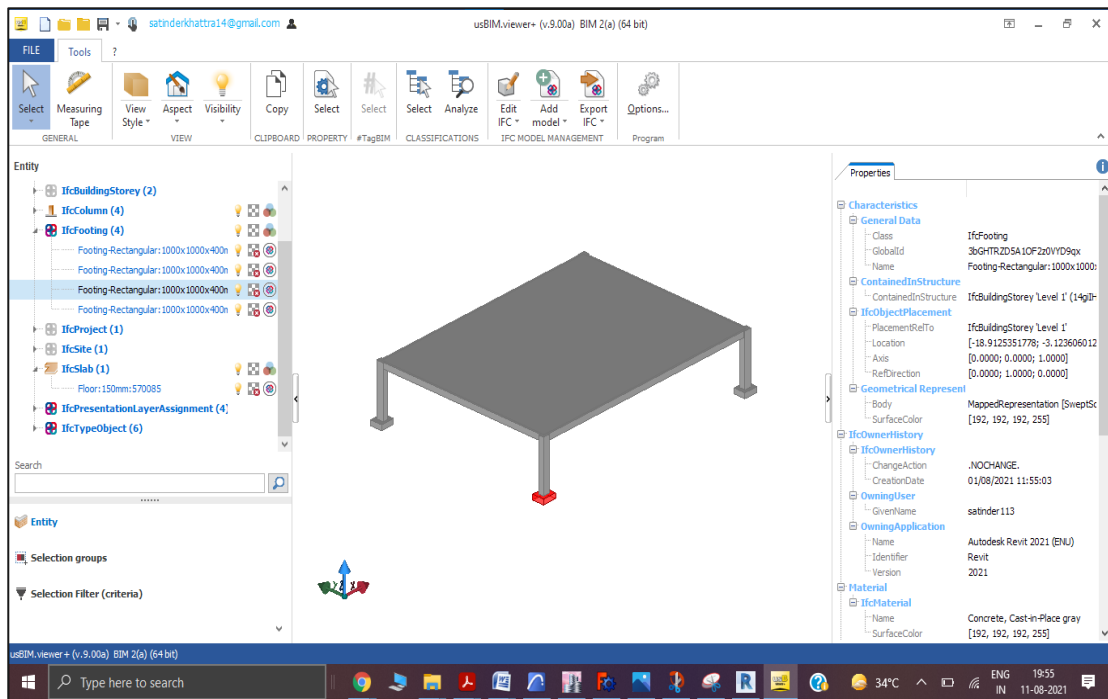 satinderkhattra14@gmail.com
usBIM.viewer+ (v.9.00a) BIM 2(a) (64 bit)
FILE
Tools
?
Select
Measuring Tape
View Style
Aspect
Visibility
Copy
Select
Select
Select
Analyze
Edit IFC
Add model
Export IFC
Options...
GENERAL
VIEW
CLIPBOARD
PROPERTY
#TagBIM
CLASSIFICATIONS
IFC MODEL MANAGEMENT
Program
Entity
IfcBuildingStorey (2)
IfcColumn (4)
IfcFooting (4)
Footing-Rectangular:1000x1000x400n
Footing-Rectangular:1000x1000x400n
Footing-Rectangular:1000x1000x400n
Footing-Rectangular:1000x1000x400n
IfcProject (1)
IfcSite (1)
IfcSlab (1)
Floor:150mm:570085
IfcPresentationLayerAssignment (4)
IfcTypeObject (6)
Search
Entity
Selection groups
Selection Filter (criteria)
Properties
Characteristics
General Data
Class IfcFooting
GlobalId 3bGHTRZD5A1OF2z0VYD9qx
Name Footing-Rectangular:1000x1000:
ContainedInStructure
ContainedInStructure IfcBuildingStorey 'Level 1' (14giIH
IfcObjectPlacement
PlacementRelTo IfcBuildingStorey 'Level 1'
Location [-18.9125351778; -3.123606012
Axis [0.0000; 0.0000; 1.0000]
RefDirection [0.0000; 1.0000; 0.0000]
Geometrical Represent
Body MappedRepresentation [SweptSc
SurfaceColor [192, 192, 192, 255]
IfcOwnerHistory
IfcOwnerHistory
ChangeAction .NOCHANGE.
CreationDate 01/08/2021 11:55:03
OwningUser
GivenName satinder113
OwningApplication
Name Autodesk Revit 2021 (ENU)
Identifier Revit
Version 2021
Material
IfcMaterial
Name Concrete, Cast-in-Place gray
SurfaceColor [192, 192, 192, 255]
usBIM.viewer+ (v.9.00a) BIM 2(a) (64 bit)
Type here to search
34°C
ENG
IN
19:55
11-08-2021